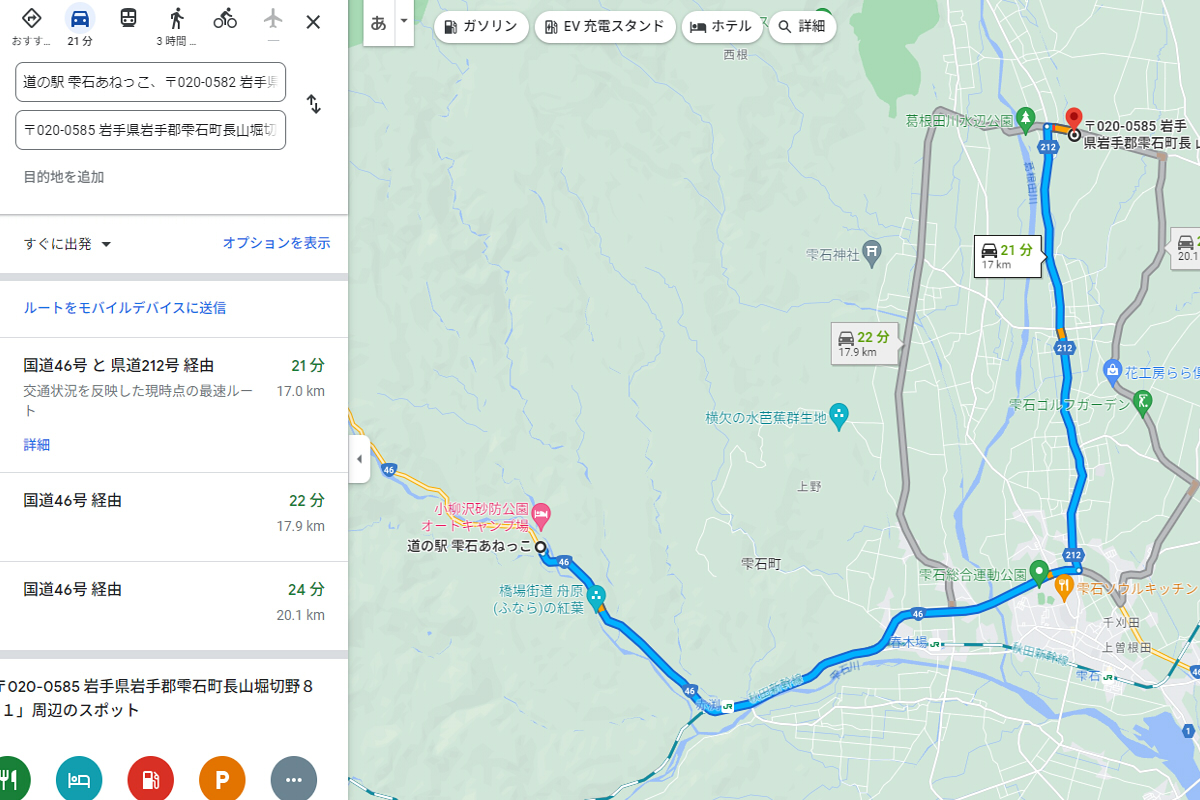 おすす...
21 分
3 時間 ...
道の駅 雫石あねっこ、〒020-0582 岩手県
〒020-0585 岩手県岩手郡雫石町長山堀切
目的地を追加
すぐに出発
オプションを表示
ルートをモバイルデバイスに送信
国道46号 と 県道212号 経由
21 分
交通状況を反映した現時点の最速ルー
ト
17.0 km
詳細
国道46号 経由
22 分
17.9 km
国道46号 経由
24 分
20.1 km
〒020-0585 岩手県岩手郡雫石町長山堀切野８
１」周辺のスポット
P
あ
ガソリン
EV 充電スタンド
ホテル
詳細
西根
葛根田川水辺公園
〒020-0585 岩手
県岩手郡雫石町長 山
212
葛根田川
雫石神社
21 分
17 km
20.1
22 分
17.9 km
212
花工房らら倶
雫石ゴルフガーデン
横欠の水芭蕉群生地
46
上野
小柳沢砂防公園
オートキャンプ場
道の駅 雫石あねっこ
46
雫石町
212
橋場街道 舟原
(ふなら)の紅葉
雫石総合運動公園
雫石ソウルキッチン
46
千刈田
春木場
JR
上曽根田
秋田新幹線
雫石川
雫石
JR
46
46
赤渕
JR
秋田新幹線
1